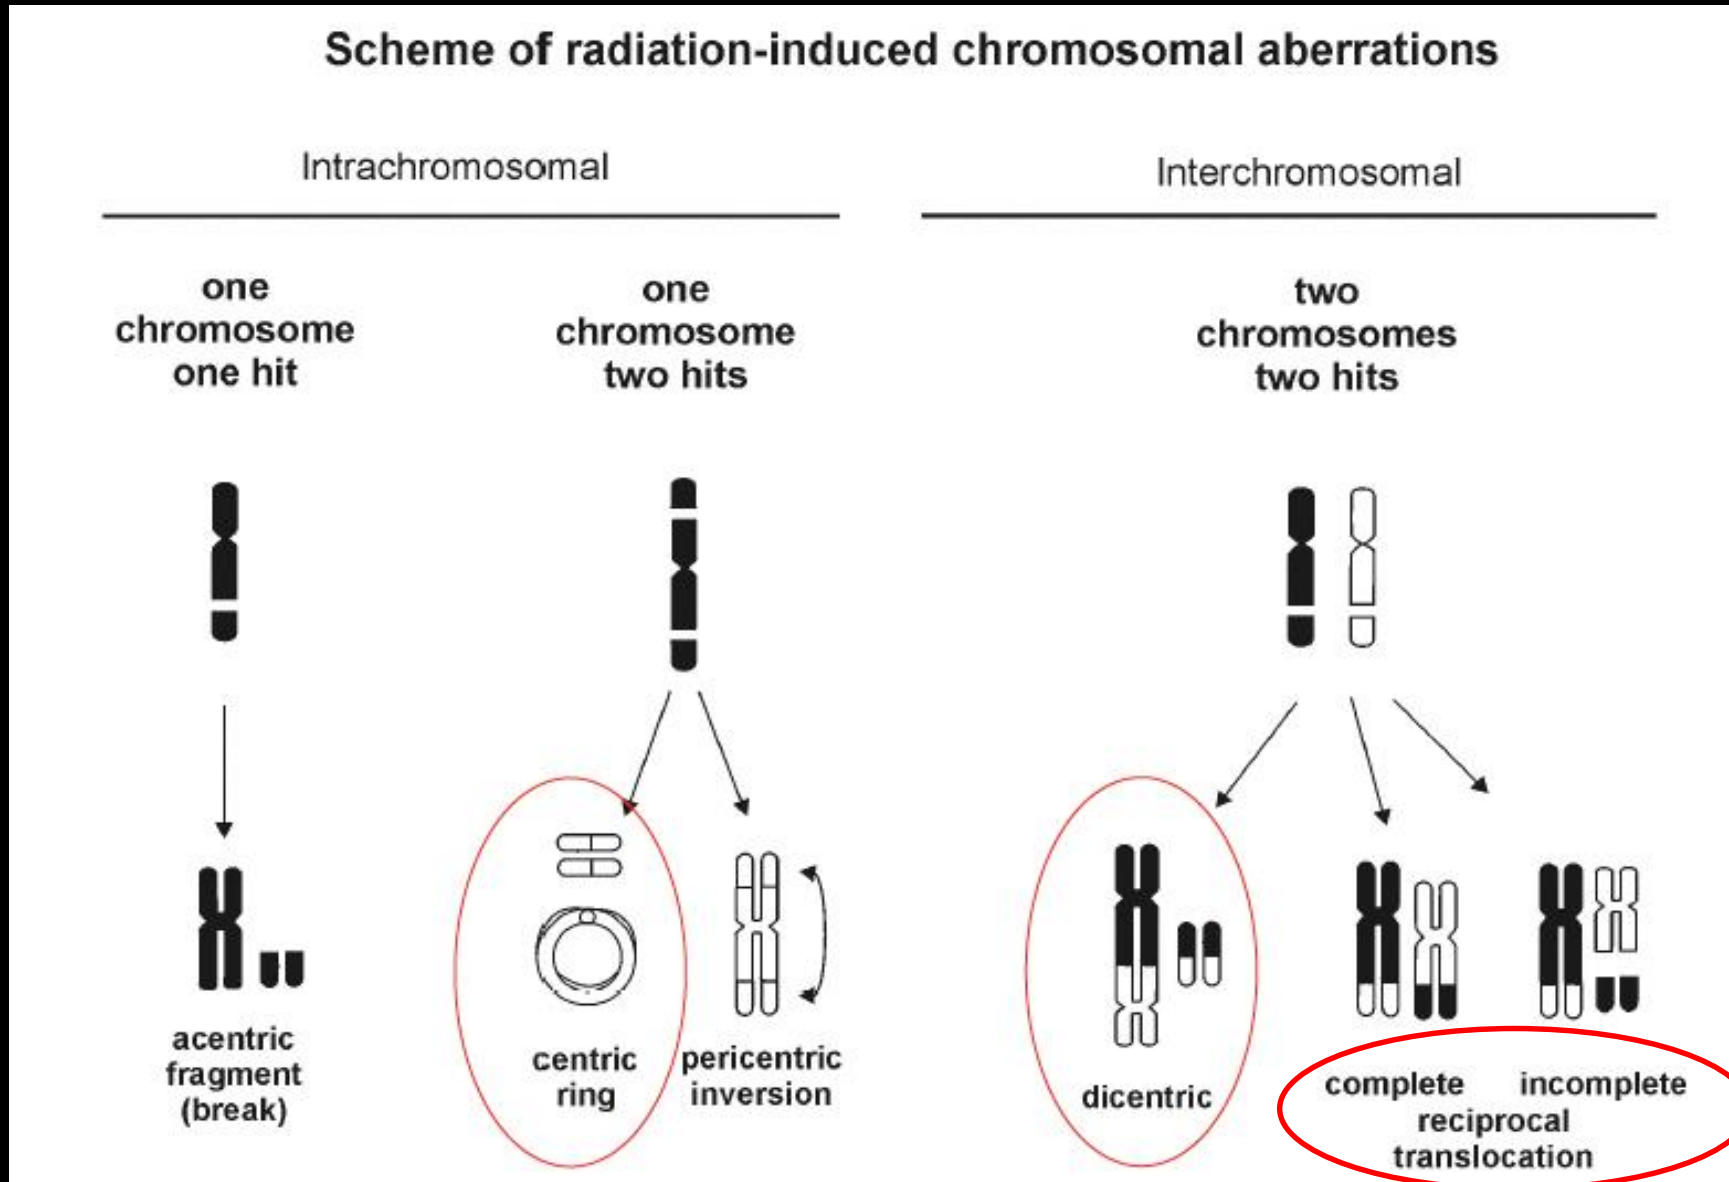 Scheme of radiation-induced chromosomal aberrations
Intrachromosomal
Interchromosomal
one
chromosome
one hit
one
chromosome
two hits
two
chromosomes
two hits
acentric
fragment
(break)
centric
ring
pericentric
inversion
dicentric
complete incomplete
reciprocal
translocation